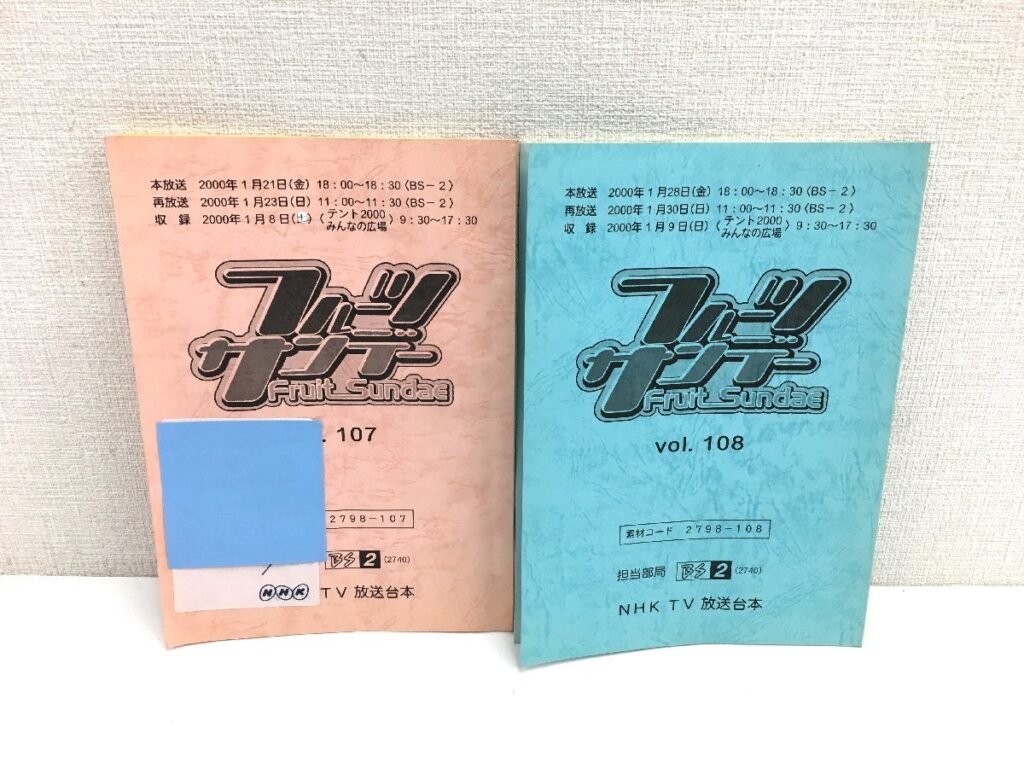 本放送 2000年1月21日(金) 18:00～18:30〈BS-2〉
再放送 2000年1月23日(日) 11:00～11:30〈BS-2〉
収 録 2000年1月8日(土)〈テント2000 みんなの広場〉9:30～17:30
フルーツ
サンデー
Fruit Sundae
107
2798-107
BS2 (2740)
NHK
TV 放送台本
本放送 2000年1月28日(金) 18:00～18:30〈BS-2〉
再放送 2000年1月30日(日) 11:00～11:30〈BS-2〉
収 録 2000年1月9日(日)〈テント2000 みんなの広場〉9:30～17:30
フルーツ
サンデー
Fruit Sundae
vol. 108
素材コード 2798-108
担当部局 BS2 (2740)
NHK TV 放送台本